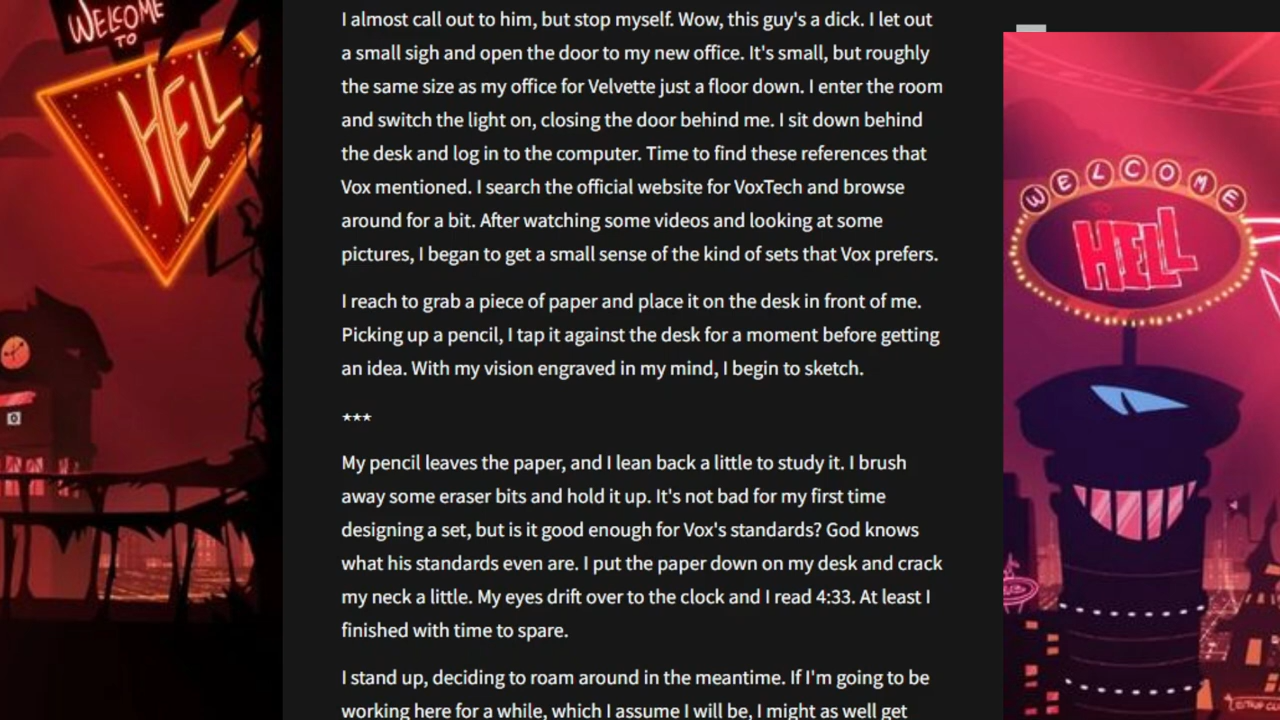 WELCOME
TO
HELL
I almost call out to him, but stop myself. Wow, this guy's a dick. I let out
a small sigh and open the door to my new office. It's small, but roughly
the same size as my office for Velvette just a floor down. I enter the room
and switch the light on, closing the door behind me. I sit down behind
the desk and log in to the computer. Time to find these references that
Vox mentioned. I search the official website for VoxTech and browse
around for a bit. After watching some videos and looking at some
pictures, I began to get a small sense of the kind of sets that Vox prefers.
I reach to grab a piece of paper and place it on the desk in front of me.
Picking up a pencil, I tap it against the desk for a moment before getting
an idea. With my vision engraved in my mind, I begin to sketch.
***
My pencil leaves the paper, and I lean back a little to study it. I brush
away some eraser bits and hold it up. It's not bad for my first time
designing a set, but is it good enough for Vox's standards? God knows
what his standards even are. I put the paper down on my desk and crack
my neck a little. My eyes drift over to the clock and I read 4:33. At least I
finished with time to spare.
I stand up, deciding to roam around in the meantime. If I'm going to be
working here for a while, which I assume I will be, I might as well get
WELCOME
HELL